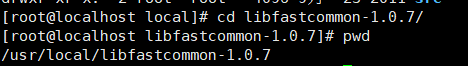 [root@localhost local]# cd libfastcommon-1.0.7/
[root@localhost libfastcommon-1.0.7]# pwd
/usr/local/libfastcommon-1.0.7